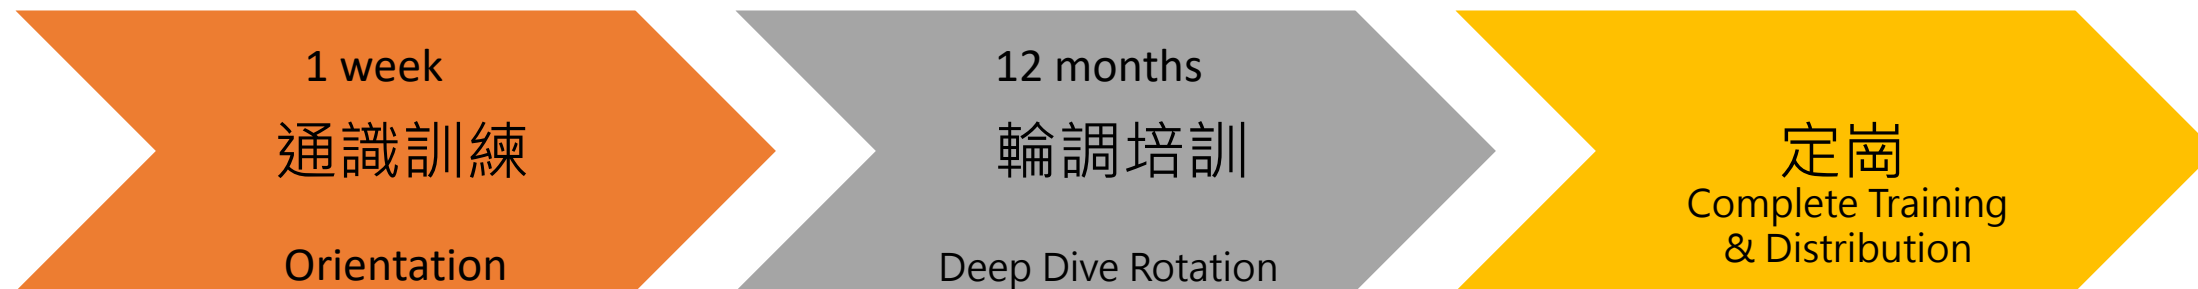 1 week
通識訓練
Orientation
12 months
輪調培訓
Deep Dive Rotation
定崗
Complete Training
& Distribution